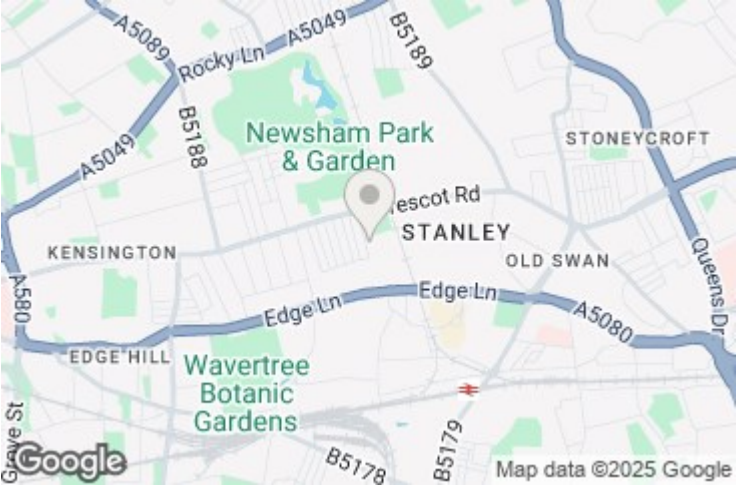 A5089
Rocky Ln
A5049
B5189
B5188
A5049
Newsham Park
& Garden
STONEYCROFT
rescot Rd
STANLEY
KENSINGTON
OLD SWAN
Queens Dr
A580
Edge Ln
Edge Ln
A5080
EDGE HILL
Wavertree
Botanic
Gardens
Grove St
B5178
B5179
Google
Map data ©2025 Google